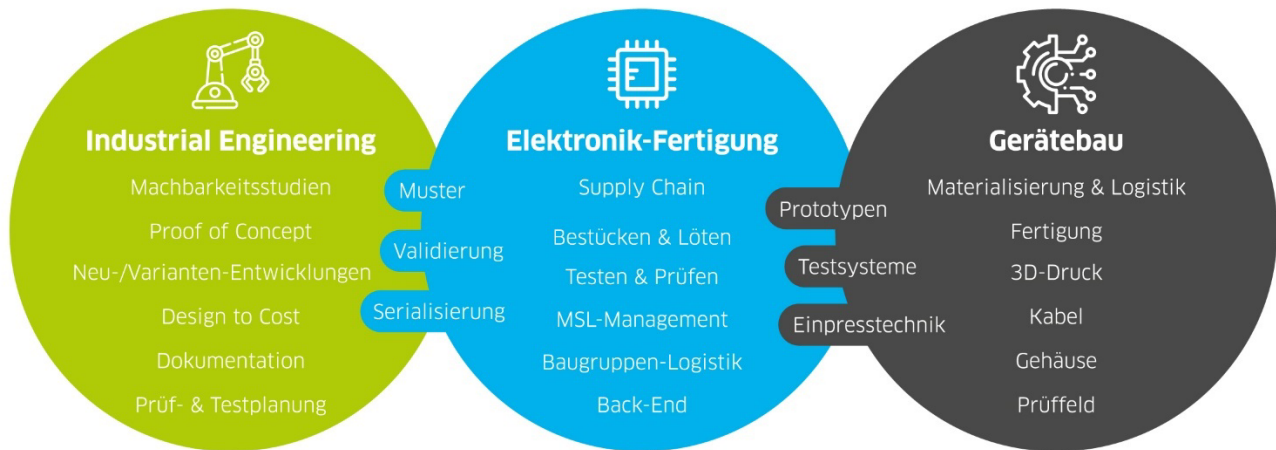 Industrial Engineering
Machbarkeitsstudien
Proof of Concept
Neu-/Varianten-Entwicklungen
Design to Cost
Dokumentation
Prüf- & Testplanung
Muster
Validierung
Serialisierung
Elektronik-Fertigung
Supply Chain
Bestücken & Löten
Testen & Prüfen
MSL-Management
Baugruppen-Logistik
Back-End
Prototypen
Testsysteme
Einpresstechnik
Gerätebau
Materialisierung & Logistik
Fertigung
3D-Druck
Kabel
Gehäuse
Prüffeld